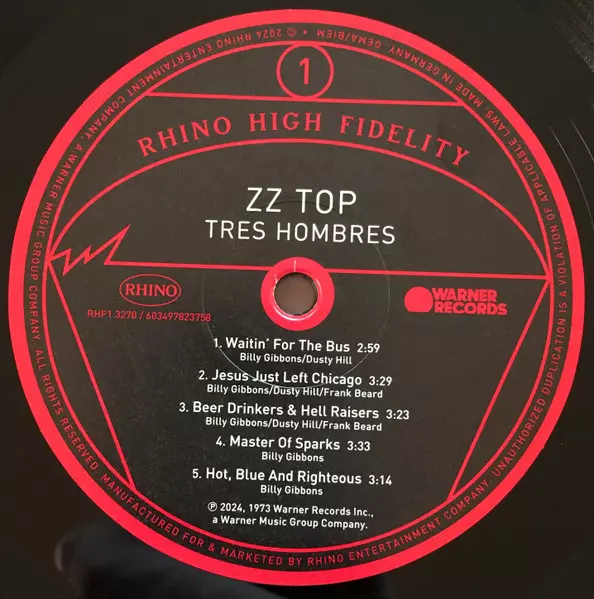 1
RHINO HIGH FIDELITY
ZZ TOP
TRES HOMBRES
RHINO
WARNER
RECORDS
RHF1 3270 / 603497823758
1. Waitin' For The Bus 2:59
Billy Gibbons/Dusty Hill
2. Jesus Just Left Chicago 3:29
Billy Gibbons/Dusty Hill/Frank Beard
3. Beer Drinkers & Hell Raisers 3:23
Billy Gibbons/Dusty Hill/Frank Beard
4. Master Of Sparks 3:33
Billy Gibbons
5. Hot, Blue And Righteous 3:14
Billy Gibbons
℗ 2024, 1973 Warner Records Inc.,
a Warner Music Group Company.
© 2024 RHINO ENTERTAINMENT COMPANY, A WARNER MUSIC GROUP COMPANY. ALL RIGHTS RESERVED. MANUFACTURED FOR & MARKETED BY RHINO ENTERTAINMENT COMPANY. UNAUTHORIZED DUPLICATION IS A VIOLATION OF APPLICABLE LAWS. MADE IN GERMANY. GEMA/BIEM •